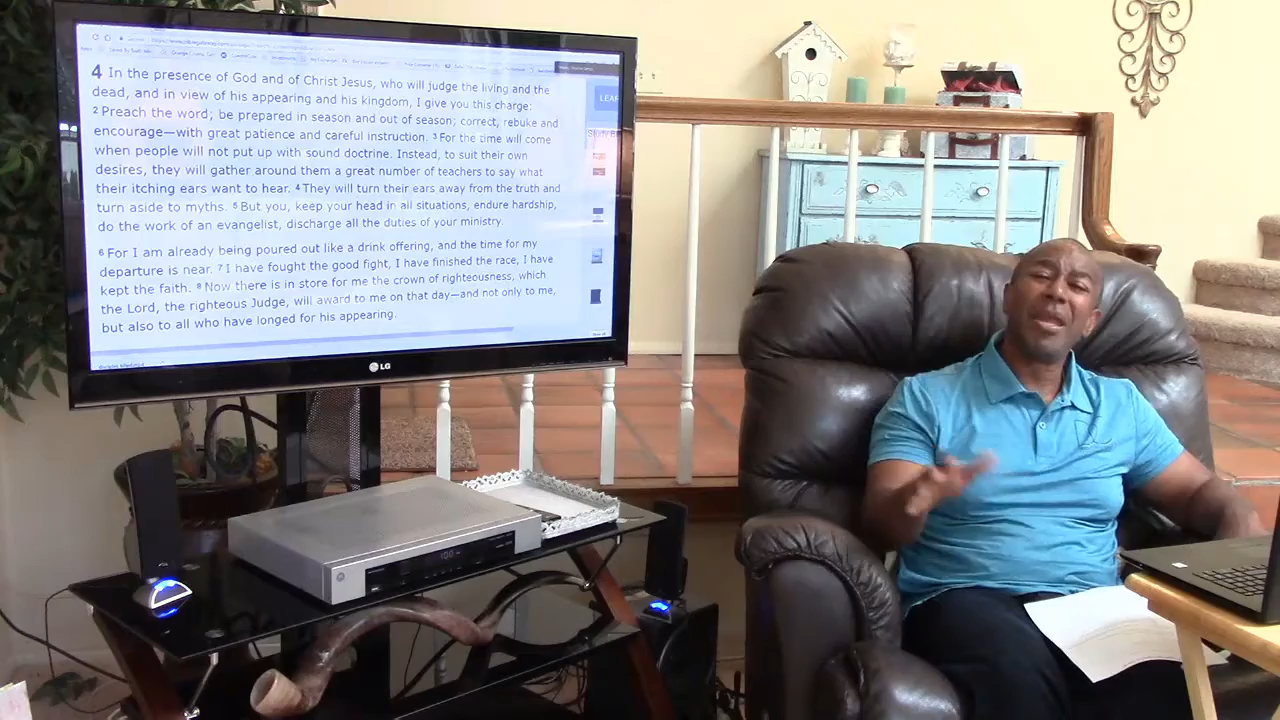 4 In the presence of God and of Christ Jesus, who will judge the living and the
dead, and in view of his appearing and his kingdom, I give you this charge:
2 Preach the word; be prepared in season and out of season; correct, rebuke and
encourage—with great patience and careful instruction. 3 For the time will come
when people will not put up with sound doctrine. Instead, to suit their own
desires, they will gather around them a great number of teachers to say what
their itching ears want to hear. 4 They will turn their ears away from the truth and
turn aside to myths. 5 But you, keep your head in all situations, endure hardship,
do the work of an evangelist, discharge all the duties of your ministry.
6 For I am already being poured out like a drink offering, and the time for my
departure is near. 7 I have fought the good fight, I have finished the race, I have
kept the faith. 8 Now there is in store for me the crown of righteousness, which
the Lord, the righteous Judge, will award to me on that day—and not only to me,
but also to all who have longed for his appearing.
LEAF
LG
100